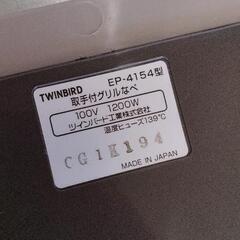 TWINBIRD EP-4154型
取手付グリルなべ
100V 1200W
ツインバード工業株式会社
温度ヒューズ139℃
CG1K194
MADE IN JAPAN